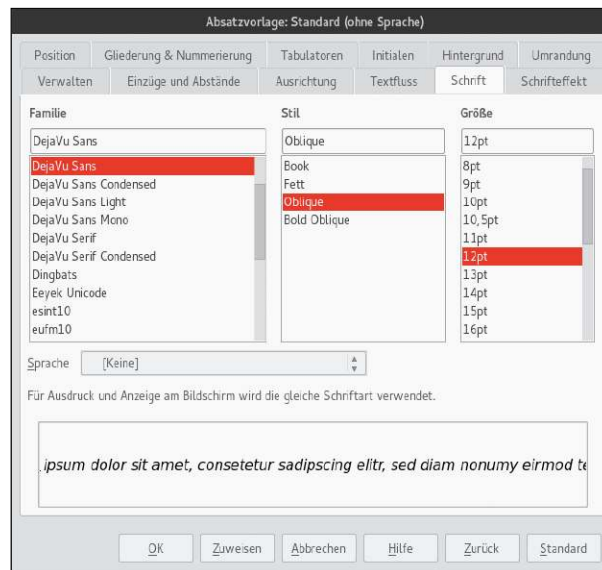 Absatzvorlage: Standard (ohne Sprache)
Position Gliederung & Nummerierung Tabulatoren Initialen Hintergrund Umrandung
Verwalten Einzüge und Abstände Ausrichtung Textfluss Schrift Schrifteffekt
Familie Stil Größe
DejaVu Sans Oblique 12pt
DejaVu Sans Book 8pt
DejaVu Sans Condensed Fett 9pt
DejaVu Sans Light Oblique 10pt
DejaVu Sans Mono Bold Oblique 10,5pt
DejaVu Serif 11pt
DejaVu Serif Condensed 12pt
Dingbats 13pt
Eeyek Unicode 14pt
esint10 15pt
eufm10 16pt
Sprache [Keine]
Für Ausdruck und Anzeige am Bildschirm wird die gleiche Schriftart verwendet.
ipsum dolor sit amet, consetetur sadipscing elitr, sed diam nonumy eirmod te
OK Zuweisen Abbrechen Hilfe Zurück Standard